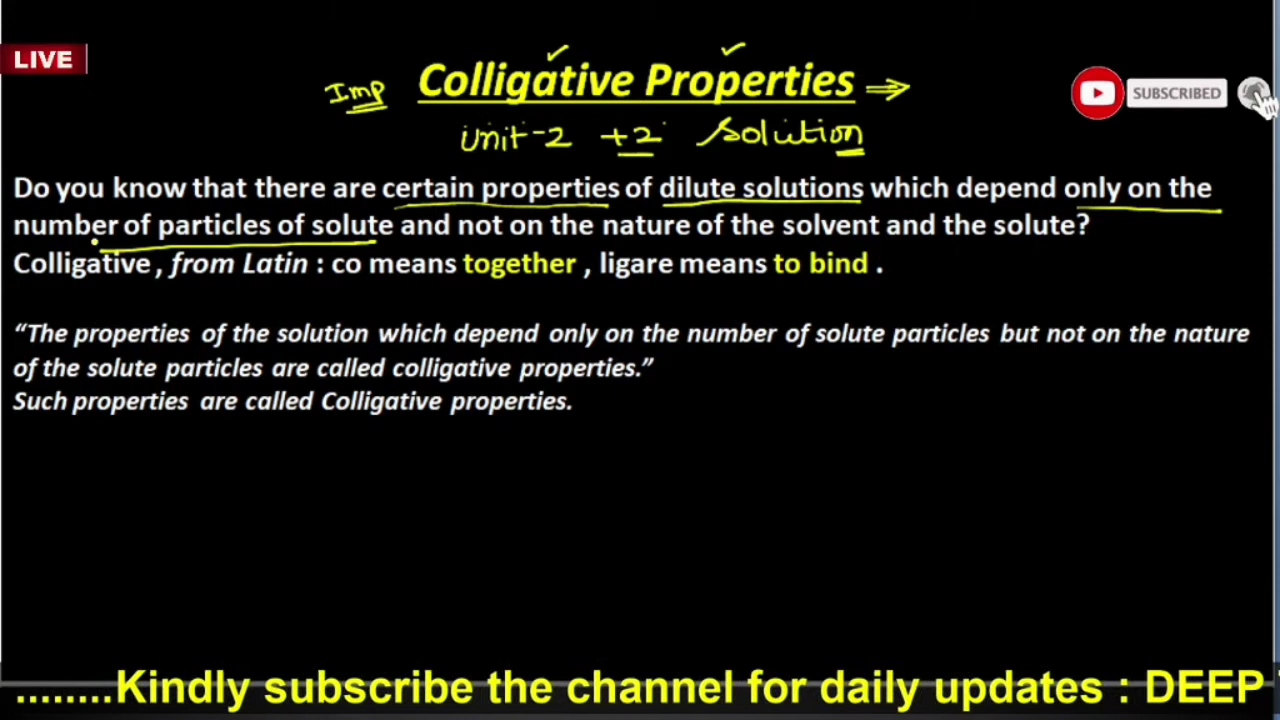 LIVE
Imp Colligative Properties ⇒
SUBSCRIBED
Unit-2 +2 Solution
Do you know that there are certain properties of dilute solutions which depend only on the
number of particles of solute and not on the nature of the solvent and the solute?
Colligative , from Latin : co means together , ligare means to bind .
“The properties of the solution which depend only on the number of solute particles but not on the nature
of the solute particles are called colligative properties.”
Such properties are called Colligative properties.
........Kindly subscribe the channel for daily updates : DEEP